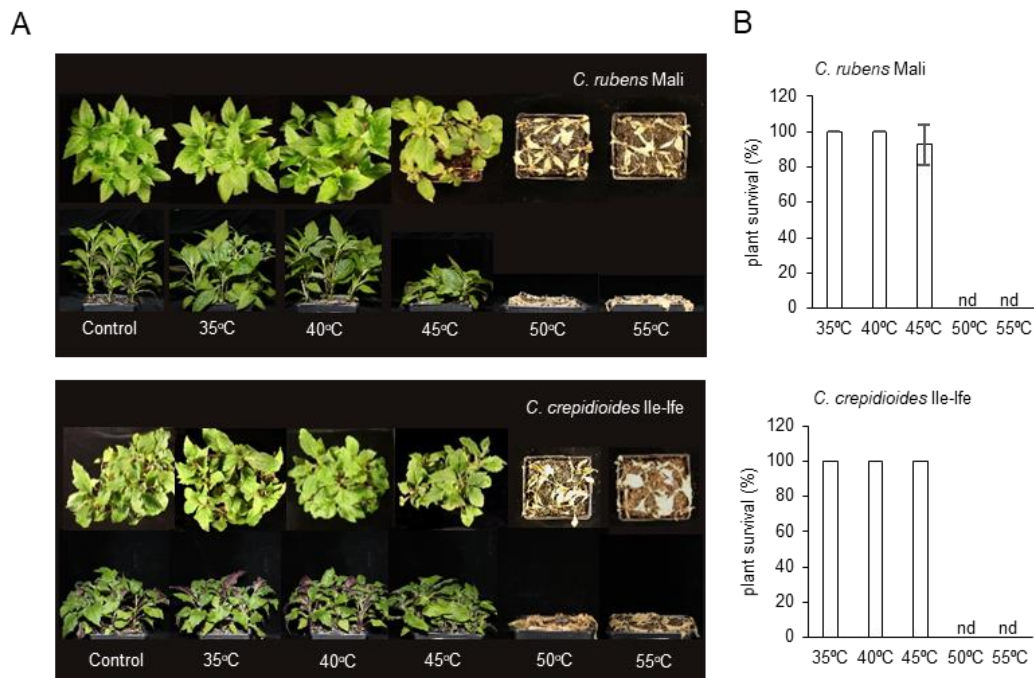 A
C. rubens Mali
Control 35ºC 40ºC 45ºC 50ºC 55ºC
C. crepidioides Ile-Ife
Control 35ºC 40ºC 45ºC 50ºC 55ºC
B
C. rubens Mali
plant survival (%)
120
100
80
60
40
20
0
nd nd
35ºC 40ºC 45ºC 50ºC 55ºC
C. crepidioides Ile-Ife
plant survival (%)
120
100
80
60
40
20
0
nd nd
35ºC 40ºC 45ºC 50ºC 55ºC